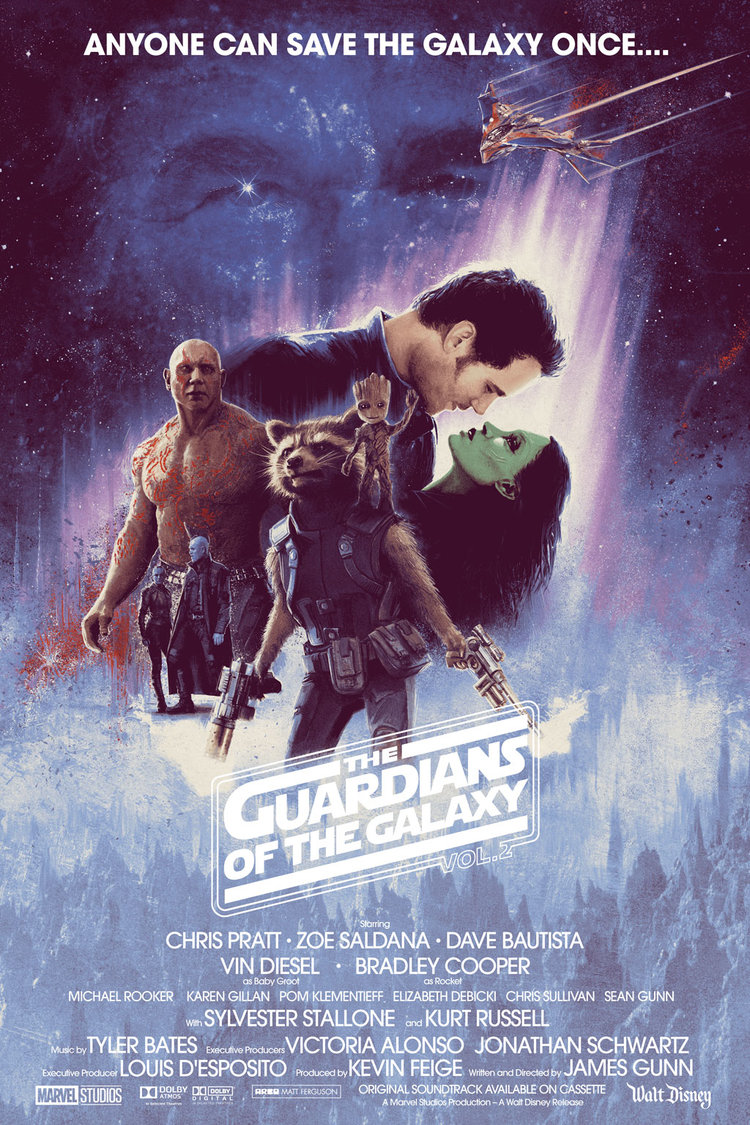 ANYONE CAN SAVE THE GALAXY ONCE....
THE
GUARDIANS
OF THE GALAXY
VOL.2
Starring
CHRIS PRATT • ZOE SALDANA • DAVE BAUTISTA
VIN DIESEL • BRADLEY COOPER
as Baby Groot as Rocket
MICHAEL ROOKER KAREN GILLAN POM KLEMENTIEFF ELIZABETH DEBICKI CHRIS SULLIVAN SEAN GUNN
with SYLVESTER STALLONE and KURT RUSSELL
Music by TYLER BATES Executive Producers VICTORIA ALONSO JONATHAN SCHWARTZ
Executive Producer LOUIS D'ESPOSITO Produced by KEVIN FEIGE Written and Directed by JAMES GUNN
MARVEL STUDIOS DOLBY ATMOS DOLBY DIGITAL MATT FERGUSON ORIGINAL SOUNDTRACK AVAILABLE ON CASSETTE Walt Disney
In Selected Theatres A Marvel Studios Production – A Walt Disney Release